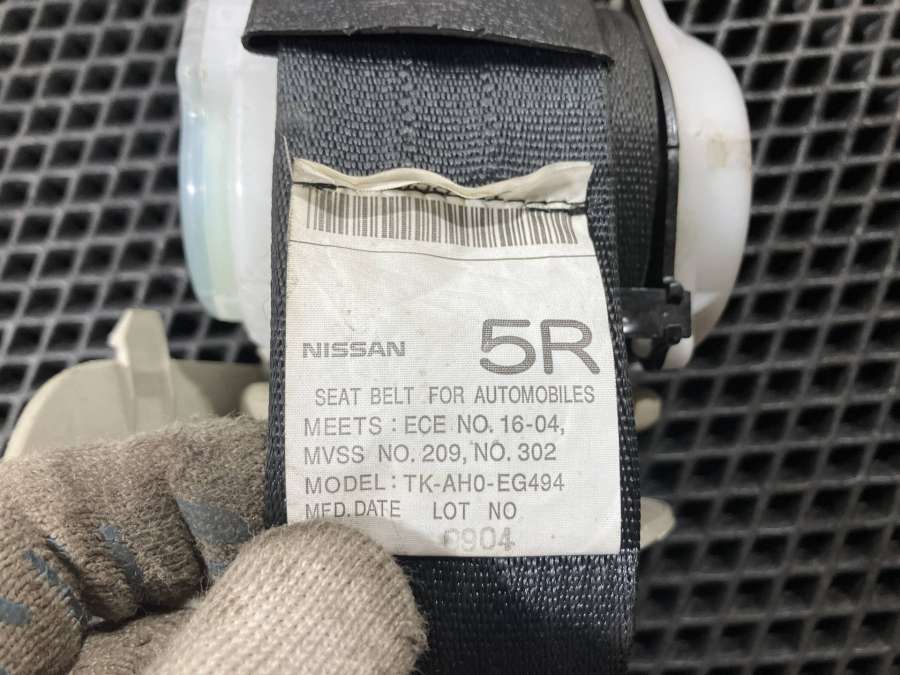 NISSAN 5R
SEAT BELT FOR AUTOMOBILES
MEETS : ECE NO. 16-04,
MVSS NO. 209, NO. 302
MODEL : TK-AH0-EG494
MFD. DATE LOT NO
0904